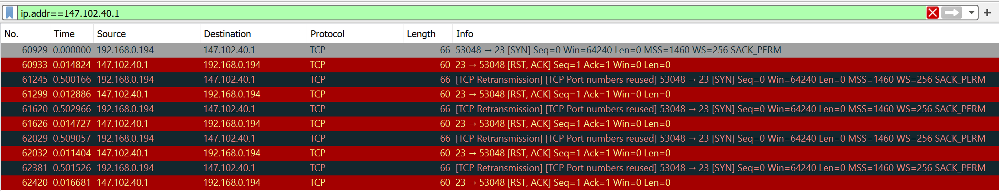 ip.addr==147.102.40.1
No. Time Source Destination Protocol Length Info
60929 0.000000 192.168.0.194 147.102.40.1 TCP 66 53048 → 23 [SYN] Seq=0 Win=64240 Len=0 MSS=1460 WS=256 SACK_PERM
60933 0.014824 147.102.40.1 192.168.0.194 TCP 60 23 → 53048 [RST, ACK] Seq=1 Ack=1 Win=0 Len=0
61245 0.500166 192.168.0.194 147.102.40.1 TCP 66 [TCP Retransmission] [TCP Port numbers reused] 53048 → 23 [SYN] Seq=0 Win=64240 Len=0 MSS=1460 WS=256 SACK_PERM
61299 0.012886 147.102.40.1 192.168.0.194 TCP 60 23 → 53048 [RST, ACK] Seq=1 Ack=1 Win=0 Len=0
61620 0.502966 192.168.0.194 147.102.40.1 TCP 66 [TCP Retransmission] [TCP Port numbers reused] 53048 → 23 [SYN] Seq=0 Win=64240 Len=0 MSS=1460 WS=256 SACK_PERM
61626 0.014727 147.102.40.1 192.168.0.194 TCP 60 23 → 53048 [RST, ACK] Seq=1 Ack=1 Win=0 Len=0
62029 0.509057 192.168.0.194 147.102.40.1 TCP 66 [TCP Retransmission] [TCP Port numbers reused] 53048 → 23 [SYN] Seq=0 Win=64240 Len=0 MSS=1460 WS=256 SACK_PERM
62032 0.011404 147.102.40.1 192.168.0.194 TCP 60 23 → 53048 [RST, ACK] Seq=1 Ack=1 Win=0 Len=0
62381 0.501526 192.168.0.194 147.102.40.1 TCP 66 [TCP Retransmission] [TCP Port numbers reused] 53048 → 23 [SYN] Seq=0 Win=64240 Len=0 MSS=1460 WS=256 SACK_PERM
62420 0.016681 147.102.40.1 192.168.0.194 TCP 60 23 → 53048 [RST, ACK] Seq=1 Ack=1 Win=0 Len=0